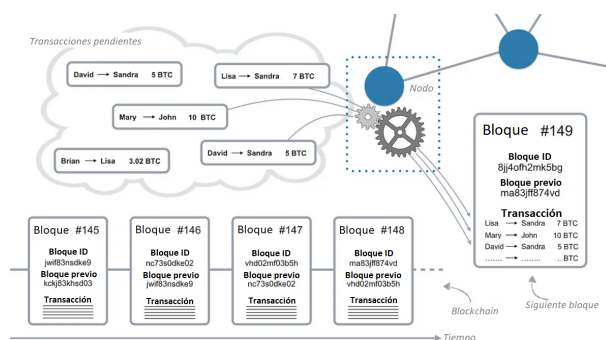 Transacciones pendientes
David → Sandra 5 BTC
Lisa → Sandra 7 BTC
Mary → John 10 BTC
Brian → Lisa 3.02 BTC
David → Sandra 5 BTC
Nodo
Bloque #149
Bloque ID
8jj4ofh2mk5bg
Bloque previo
ma83jff874vd
Transacción
Lisa → Sandra 7 BTC
Mary → John 10 BTC
David → Sandra 5 BTC
....... → ........ .. BTC
Siguiente bloque
Bloque #145
Bloque ID
jwif83nsdke9
Bloque previo
kckj83khsd03
Transacción
Bloque #146
Bloque ID
nc73s0dke02
Bloque previo
jwif83nsdke9
Transacción
Bloque #147
Bloque ID
vhd02mf03b5h
Bloque previo
nc73s0dke02
Transacción
Bloque #148
Bloque ID
ma83jff874vd
Bloque previo
vhd02mf03b5h
Transacción
Blockchain
Tiempo